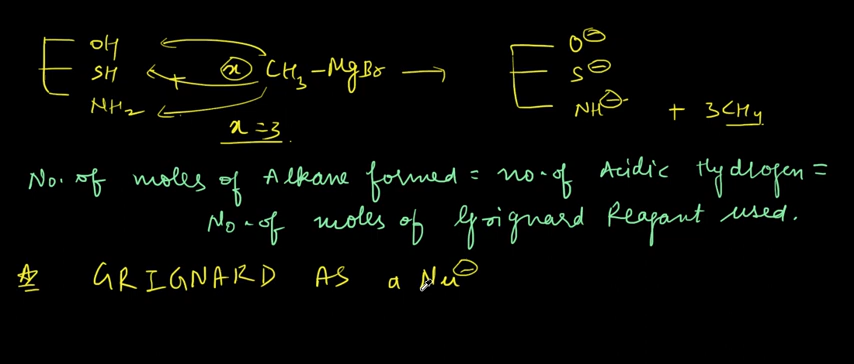 OH O⊖
SH + (x) CH₃-MgBr → S⊖
NH₂ NH⊖ + 3CH₄
x = 3
No. of moles of Alkane formed = no. of Acidic Hydrogen =
No. of moles of Grignard Reagant used.
☆ GRIGNARD AS a Nu⊖